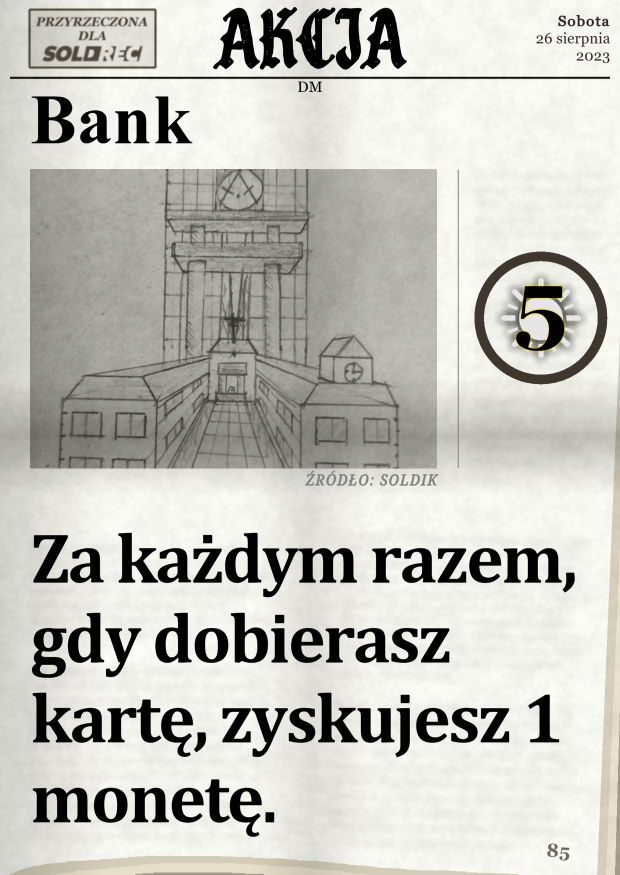 PRZYRZECZONA
DLA
SOLDREC
AKCJA
Sobota
26 sierpnia
2023
DM
Bank
5
ŹRÓDŁO: SOLDIK
Za każdym razem,
gdy dobierasz
kartę, zyskujesz 1
monetę.
85